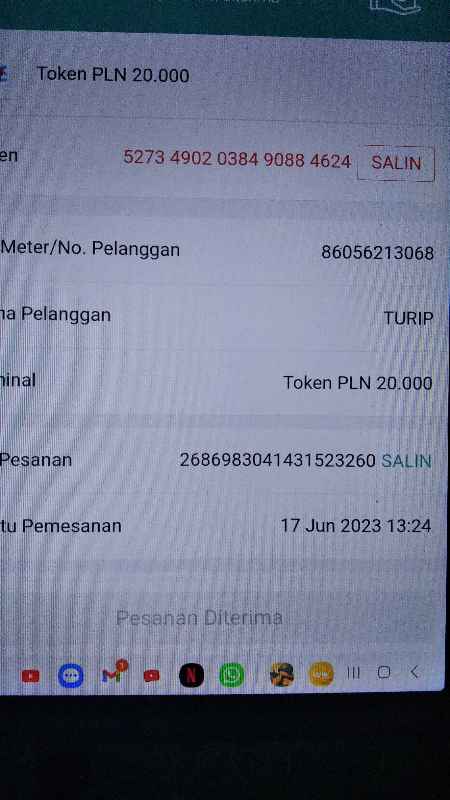 Token PLN 20.000
en 5273 4902 0384 9088 4624 SALIN
Meter/No. Pelanggan 86056213068
na Pelanggan TURIP
inal Token PLN 20.000
Pesanan 2686983041431523260 SALIN
tu Pemesanan 17 Jun 2023 13:24
Pesanan Diterima